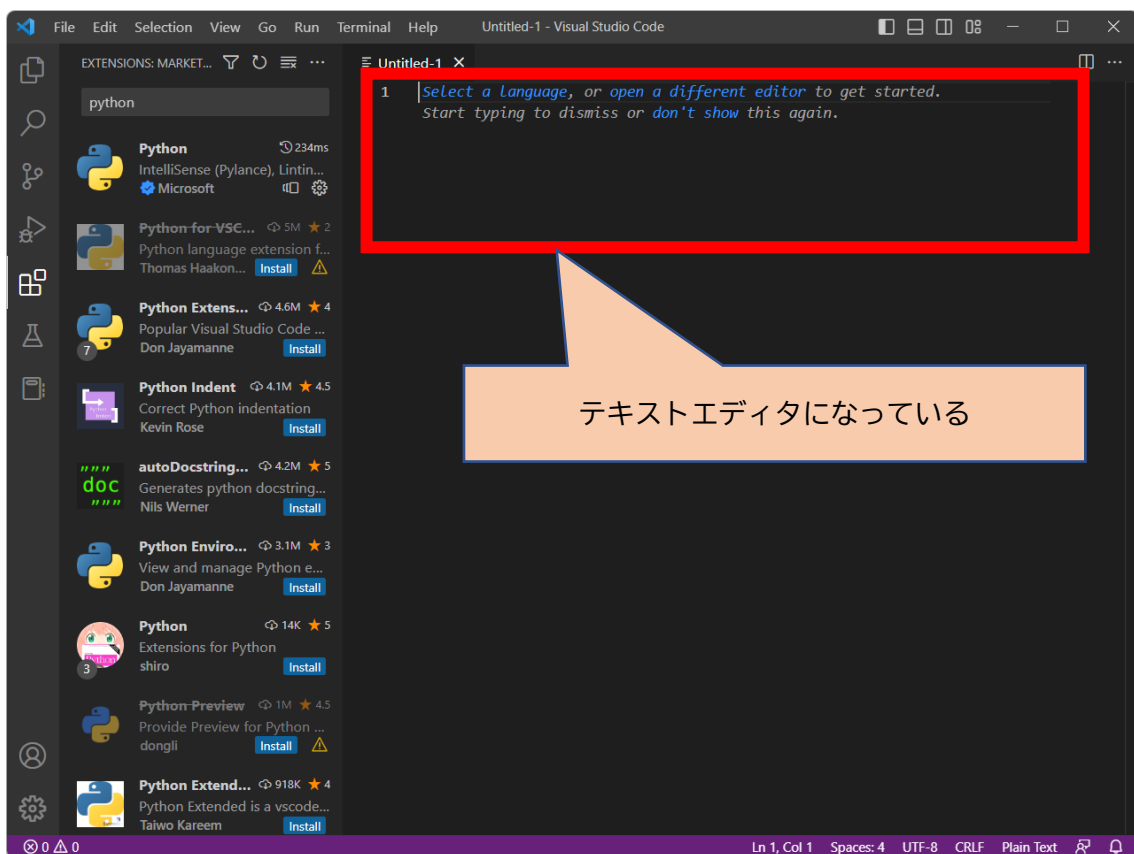 File Edit Selection View Go Run Terminal Help Untitled-1 - Visual Studio Code
EXTENSIONS: MARKET...
python
Python 234ms
IntelliSense (Pylance), Lintin...
Microsoft
Python for VSC... 5M ★ 2
Python language extension f...
Thomas Haakon... Install
Python Extens... 4.6M ★ 4
Popular Visual Studio Code ...
7 Don Jayamanne Install
Python Indent 4.1M ★ 4.5
Correct Python indentation
Kevin Rose Install
autoDocstring... 4.2M ★ 5
Generates python docstring...
Nils Werner Install
"""
doc
"""
Python Enviro... 3.1M ★ 3
View and manage Python e...
Don Jayamanne Install
Python 14K ★ 5
Extensions for Python
3 shiro Install
Python Preview 1M ★ 4.5
Provide Preview for Python ...
dongli Install
Python Extend... 918K ★ 4
Python Extended is a vscode...
Taiwo Kareem Install
Untitled-1
1 Select a language, or open a different editor to get started.
Start typing to dismiss or don't show this again.
テキストエディタになっている
0 0 Ln 1, Col 1 Spaces: 4 UTF-8 CRLF Plain Text